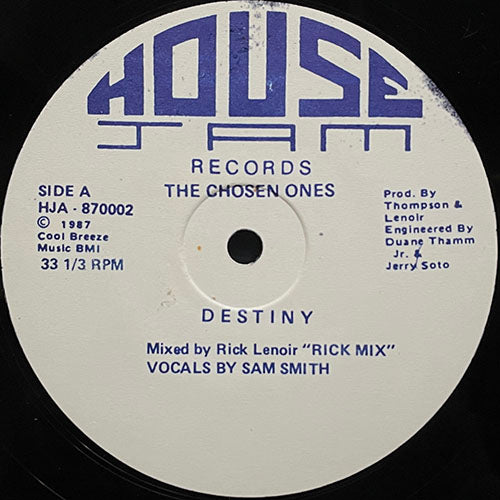 HOUSE
JAM
RECORDS
THE CHOSEN ONES
SIDE A
HJA - 870002
© 1987
Cool Breeze
Music BMI
33 1/3 RPM
Prod. By
Thompson &
Lenoir
Engineered By
Duane Thamm
Jr. &
Jerry Soto
DESTINY
Mixed by Rick Lenoir "RICK MIX"
VOCALS BY SAM SMITH